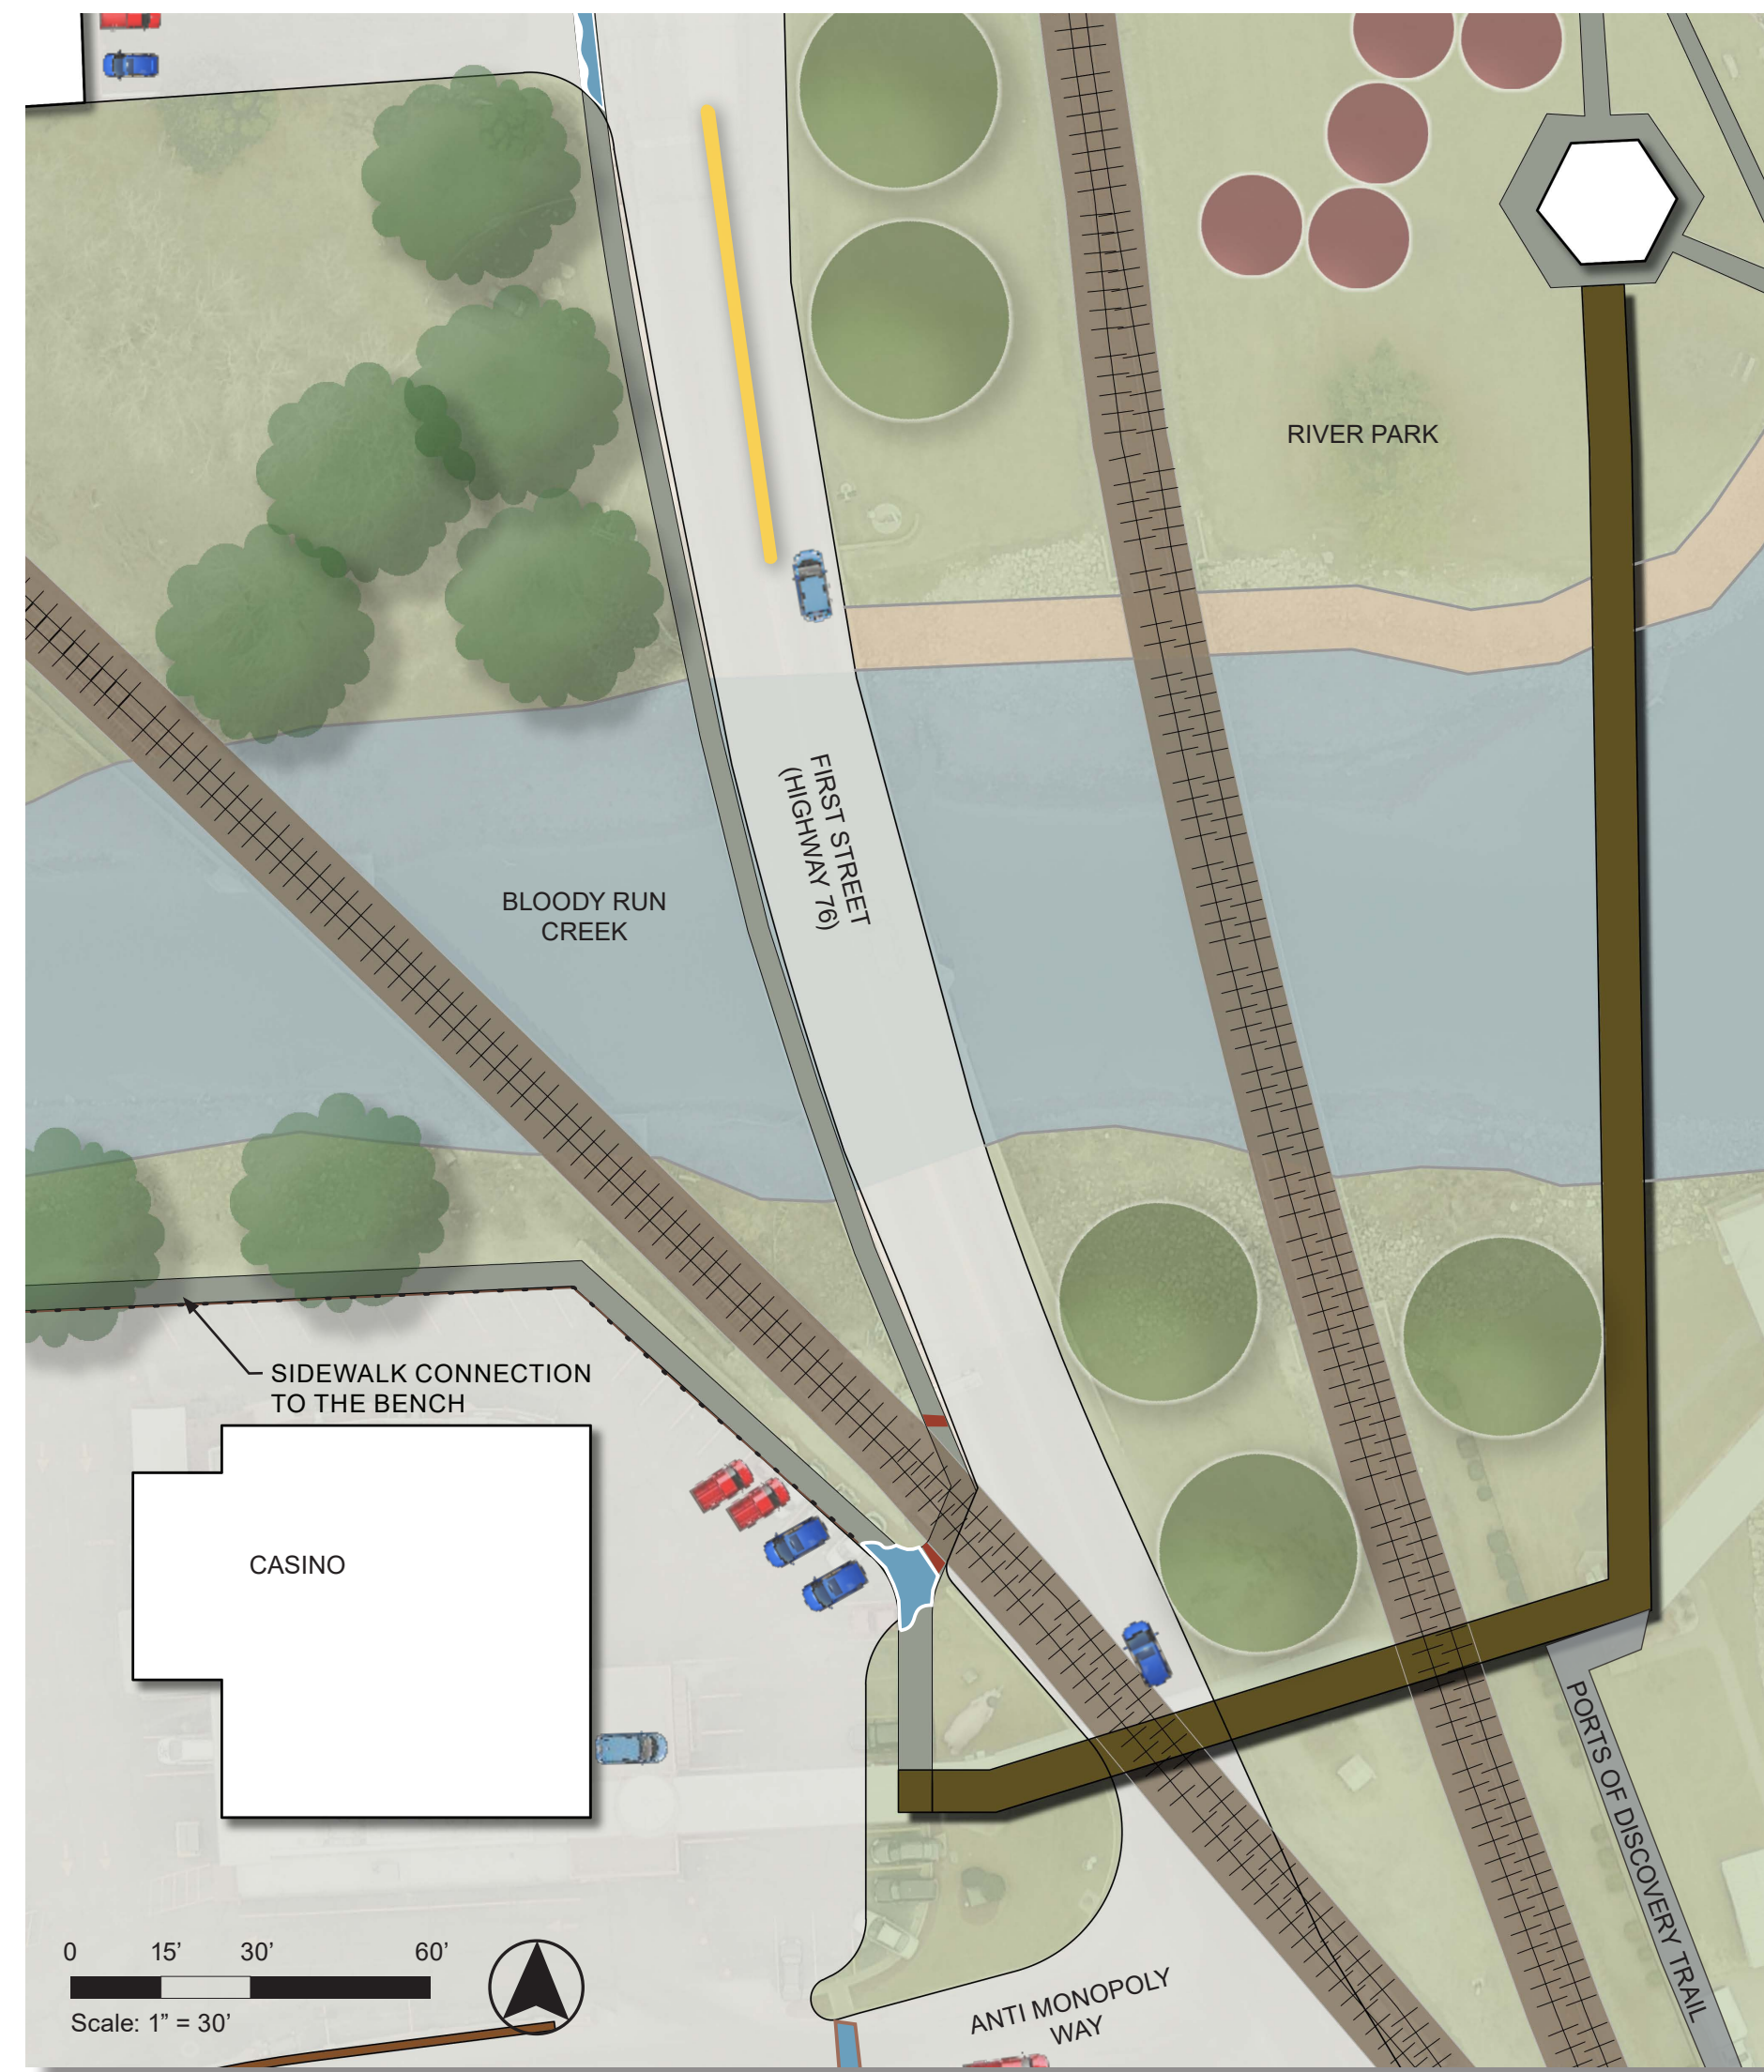 RIVER PARK
FIRST STREET
(HIGHWAY 76)
BLOODY RUN
CREEK
SIDEWALK CONNECTION
TO THE BENCH
CASINO
PORTS OF DISCOVERY TRAIL
0 15’ 30’ 60’
Scale: 1” = 30’
ANTI MONOPOLY
WAY